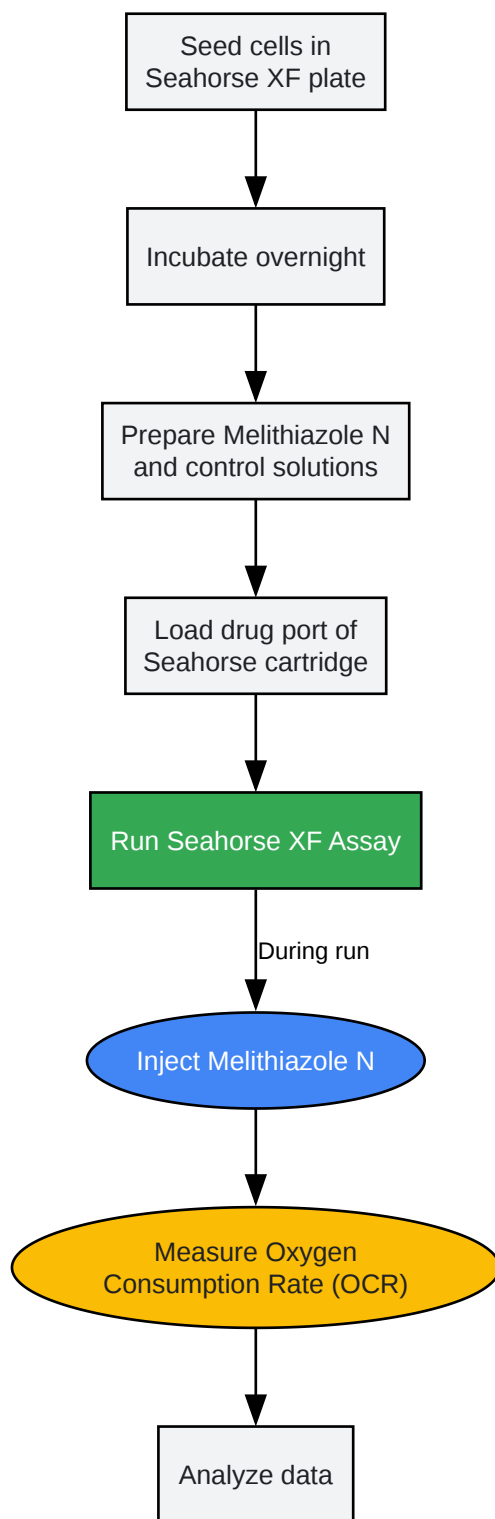 Seed cells in
Seahorse XF plate
Incubate overnight
Prepare Melithiazole N
and control solutions
Load drug port of
Seahorse cartridge
Run Seahorse XF Assay
During run
Inject Melithiazole N
Measure Oxygen
Consumption Rate (OCR)
Analyze data